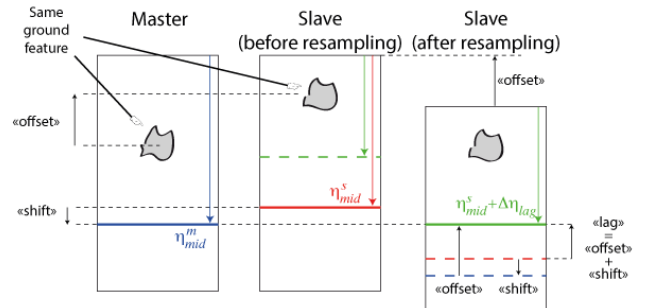 Same
ground
feature
Master
Slave
(before resampling)
Slave
(after resampling)
«offset»
«shift»
η^m_mid
η^s_mid
«offset»
η^s_mid+Δη_lag
«lag»
=
«offset»
+
«shift»
«offset»
«shift»